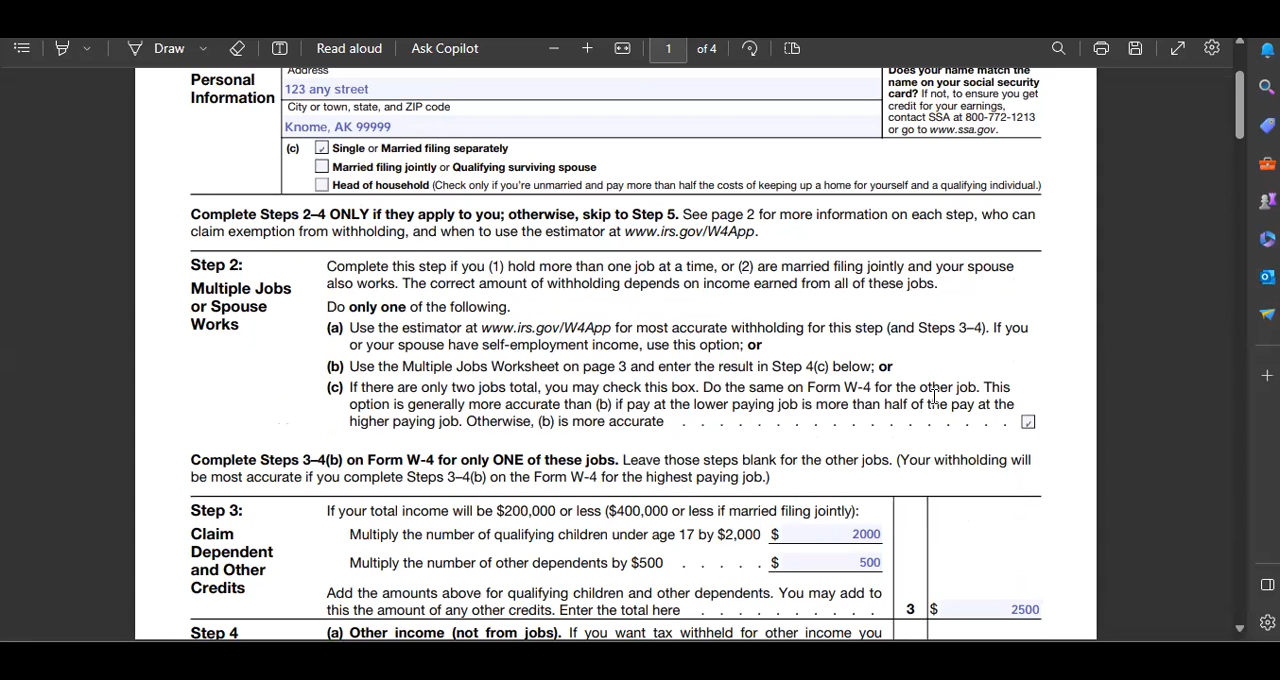 Draw
Read aloud
Ask Copilot
1
of 4
Personal
Information
Address
123 any street
City or town, state, and ZIP code
Knome, AK 99999
Does your name match the
name on your social security
card? If not, to ensure you get
credit for your earnings,
contact SSA at 800-772-1213
or go to www.ssa.gov.
(c) Single or Married filing separately
Married filing jointly or Qualifying surviving spouse
Head of household (Check only if you're unmarried and pay more than half the costs of keeping up a home for yourself and a qualifying individual.)
Complete Steps 2–4 ONLY if they apply to you; otherwise, skip to Step 5. See page 2 for more information on each step, who can
claim exemption from withholding, and when to use the estimator at www.irs.gov/W4App.
Step 2:
Multiple Jobs
or Spouse
Works
Complete this step if you (1) hold more than one job at a time, or (2) are married filing jointly and your spouse
also works. The correct amount of withholding depends on income earned from all of these jobs.
Do only one of the following.
(a) Use the estimator at www.irs.gov/W4App for most accurate withholding for this step (and Steps 3–4). If you
or your spouse have self-employment income, use this option; or
(b) Use the Multiple Jobs Worksheet on page 3 and enter the result in Step 4(c) below; or
(c) If there are only two jobs total, you may check this box. Do the same on Form W-4 for the other job. This
option is generally more accurate than (b) if pay at the lower paying job is more than half of the pay at the
higher paying job. Otherwise, (b) is more accurate . . . . . . . . . . . . . . . . . .
Complete Steps 3–4(b) on Form W-4 for only ONE of these jobs. Leave those steps blank for the other jobs. (Your withholding will
be most accurate if you complete Steps 3–4(b) on the Form W-4 for the highest paying job.)
Step 3:
Claim
Dependent
and Other
Credits
If your total income will be $200,000 or less ($400,000 or less if married filing jointly):
Multiply the number of qualifying children under age 17 by $2,000 $ 2000
Multiply the number of other dependents by $500 . . . . . $ 500
Add the amounts above for qualifying children and other dependents. You may add to
this the amount of any other credits. Enter the total here . . . . . . . . . . 3 $ 2500
Step 4 (a) Other income (not from jobs). If you want tax withheld for other income you